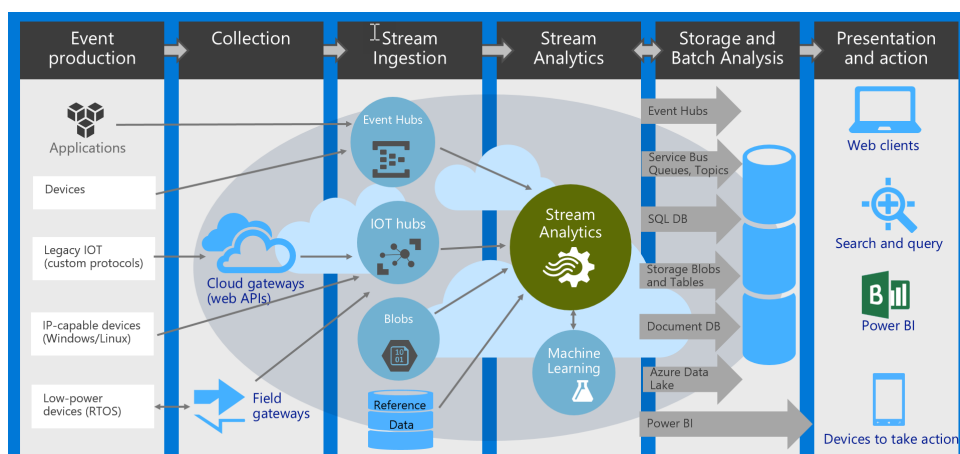 Event
production
Collection
Stream
Ingestion
Stream
Analytics
Storage and
Batch Analysis
Presentation
and action
Applications
Devices
Legacy IOT
(custom protocols)
IP-capable devices
(Windows/Linux)
Low-power
devices (RTOS)
Cloud gateways
(web APIs)
Field
gateways
Event Hubs
IOT hubs
Blobs
10
01
Reference
Data
Stream
Analytics
Machine
Learning
Event Hubs
Service Bus
Queues, Topics
SQL DB
Storage Blobs
and Tables
Document DB
Azure Data
Lake
Power BI
Web clients
Search and query
B
Power BI
Devices to take action